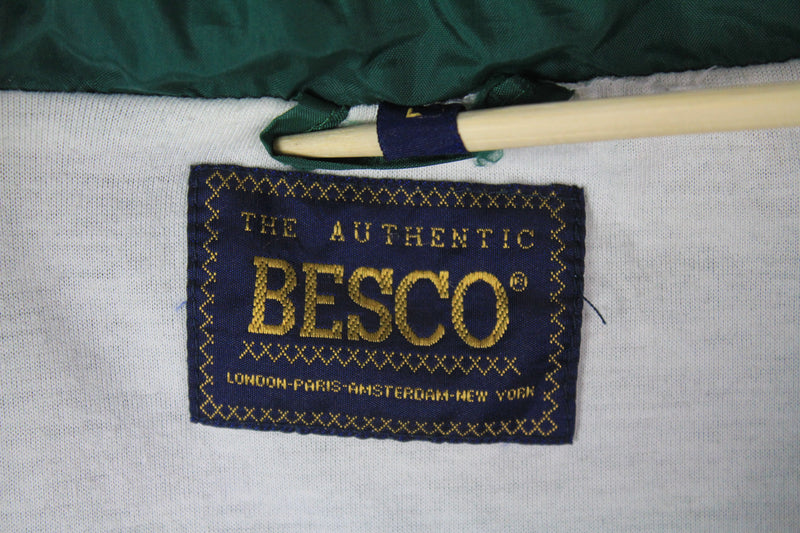 THE AUTHENTIC
BESCO®
LONDON-PARIS-AMSTERDAM-NEW YORK